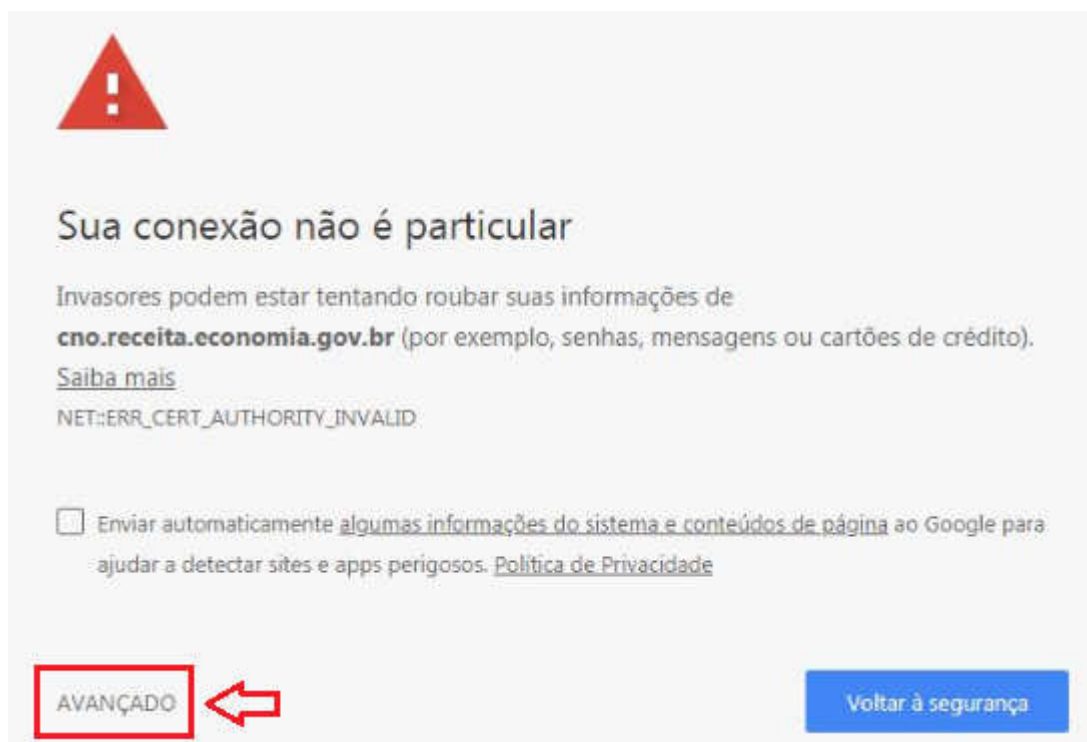 Sua conexão não é particular
Invasores podem estar tentando roubar suas informações de
cno.receita.economia.gov.br (por exemplo, senhas, mensagens ou cartões de crédito).
Saiba mais
NET::ERR_CERT_AUTHORITY_INVALID
Enviar automaticamente algumas informações do sistema e conteúdos de página ao Google para
ajudar a detectar sites e apps perigosos. Política de Privacidade
AVANÇADO
Voltar à segurança